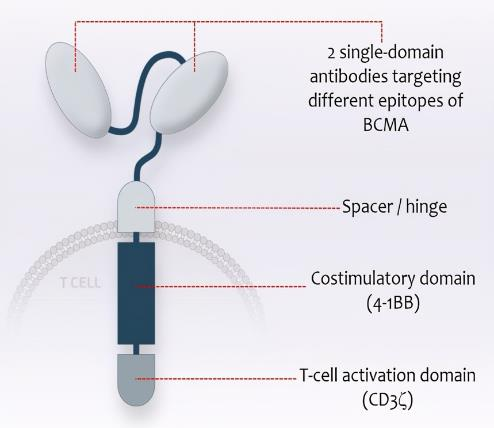 2 single-domain
antibodies targeting
different epitopes of
BCMA
Spacer / hinge
T CELL
Costimulatory domain
(4-1BB)
T-cell activation domain
(CD3ζ)